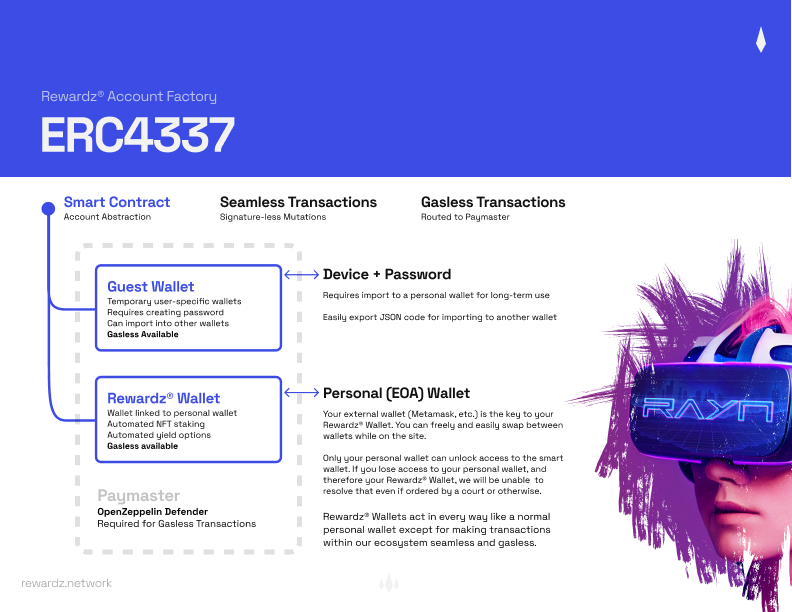 Rewardz® Account Factory
ERC4337
Smart Contract
Account Abstraction
Seamless Transactions
Signature-less Mutations
Gasless Transactions
Routed to Paymaster
Guest Wallet
Temporary user-specific wallets
Requires creating password
Can import into other wallets
Gasless Available
Device + Password
Requires import to a personal wallet for long-term use
Easily export JSON code for importing to another wallet
Rewardz® Wallet
Wallet linked to personal wallet
Automated NFT staking
Automated yield options
Gasless available
Personal (EOA) Wallet
Your external wallet (Metamask, etc.) is the key to your
Rewardz® Wallet. You can freely and easily swap between
wallets while on the site.
Only your personal wallet can unlock access to the smart
wallet. If you lose access to your personal wallet, and
therefore your Rewardz® Wallet, we will be unable to
resolve that even if ordered by a court or otherwise.
Rewardz® Wallets act in every way like a normal
personal wallet except for making transactions
within our ecosystem seamless and gasless.
Paymaster
OpenZeppelin Defender
Required for Gasless Transactions
RAYN
rewardz.network